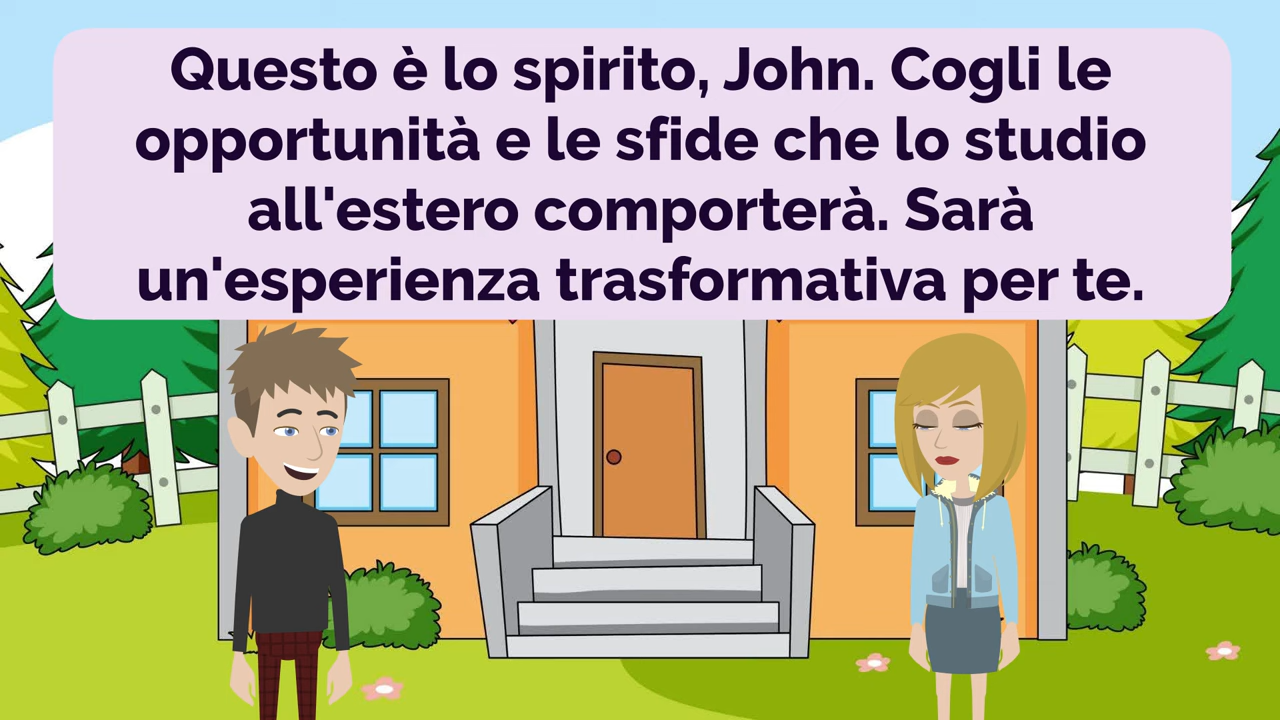 Questo è lo spirito, John. Cogli le
opportunità e le sfide che lo studio
all'estero comporterà. Sarà
un'esperienza trasformativa per te.